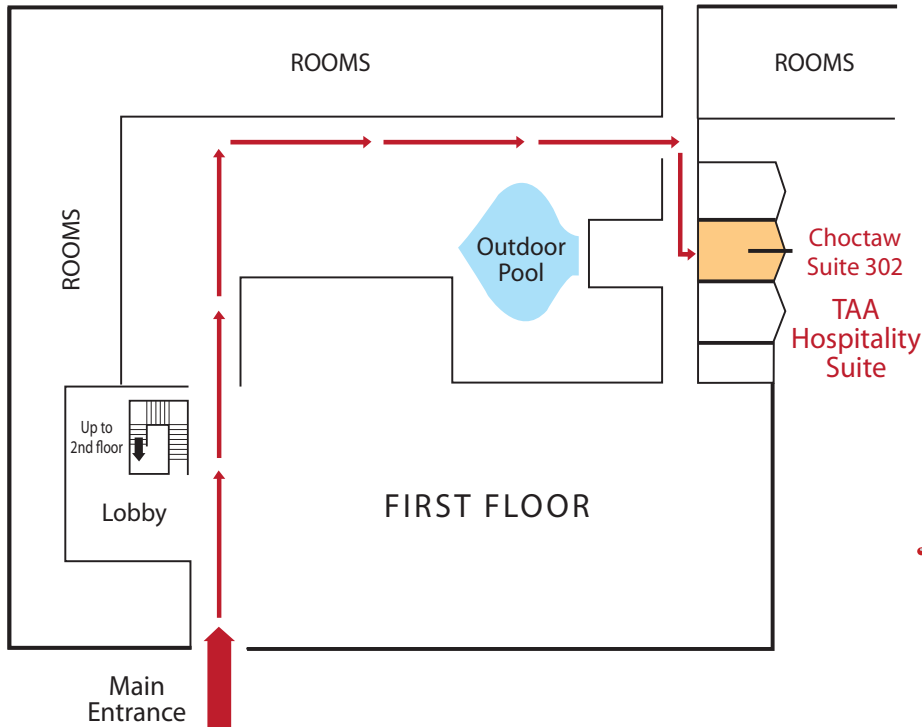 ROOMS
ROOMS
ROOMS
Outdoor
Pool
Choctaw
Suite 302
TAA
Hospitality
Suite
Up to
2nd floor
Lobby
FIRST FLOOR
Main
Entrance